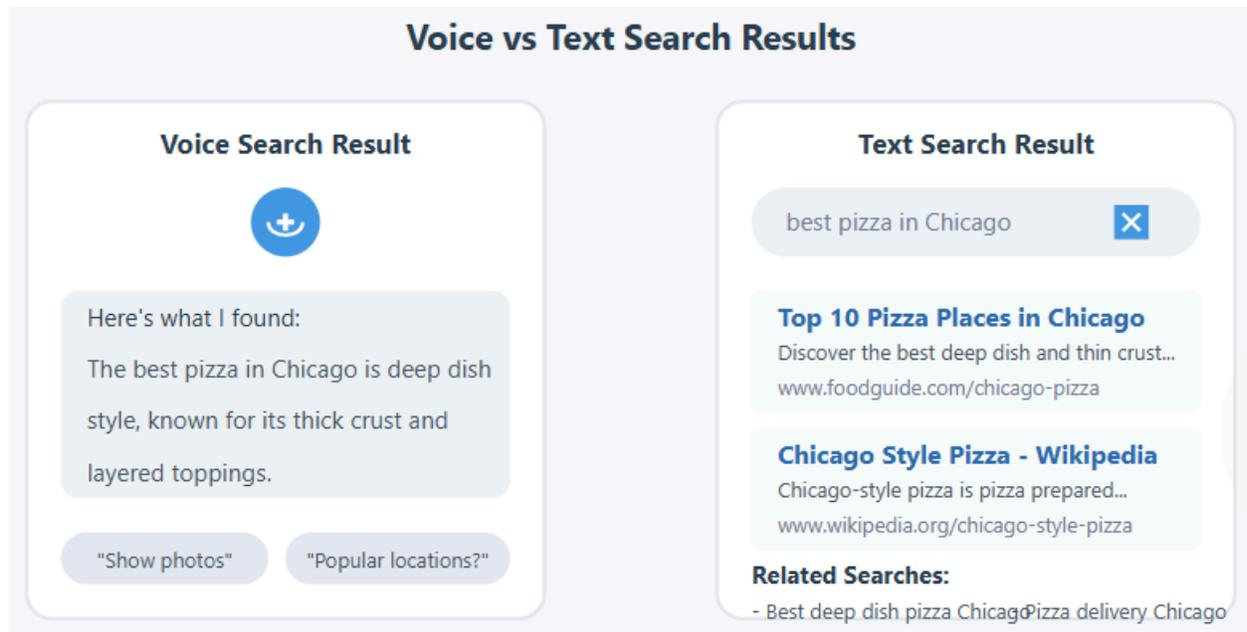 Voice vs Text Search Results
Voice Search Result
Here's what I found:
The best pizza in Chicago is deep dish
style, known for its thick crust and
layered toppings.
"Show photos"
"Popular locations?"
Text Search Result
best pizza in Chicago
Top 10 Pizza Places in Chicago
Discover the best deep dish and thin crust...
www.foodguide.com/chicago-pizza
Chicago Style Pizza - Wikipedia
Chicago-style pizza is pizza prepared...
www.wikipedia.org/chicago-style-pizza
Related Searches:
- Best deep dish pizza Chicago
- Pizza delivery Chicago